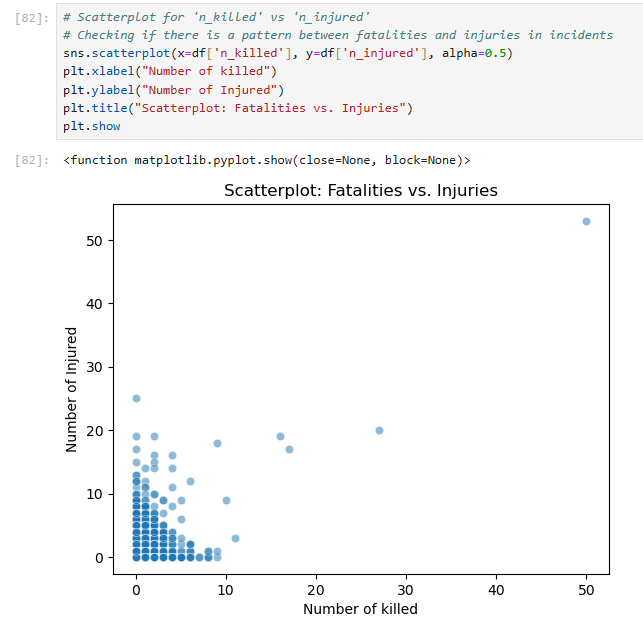 [82]: # Scatterplot for 'n_killed' vs 'n_injured'
# Checking if there is a pattern between fatalities and injuries in incidents
sns.scatterplot(x=df['n_killed'], y=df['n_injured'], alpha=0.5)
plt.xlabel("Number of killed")
plt.ylabel("Number of Injured")
plt.title("Scatterplot: Fatalities vs. Injuries")
plt.show
[82]: <function matplotlib.pyplot.show(close=None, block=None)>
Scatterplot: Fatalities vs. Injuries
Number of Injured
50
40
30
20
10
0
0 10 20 30 40 50
Number of killed